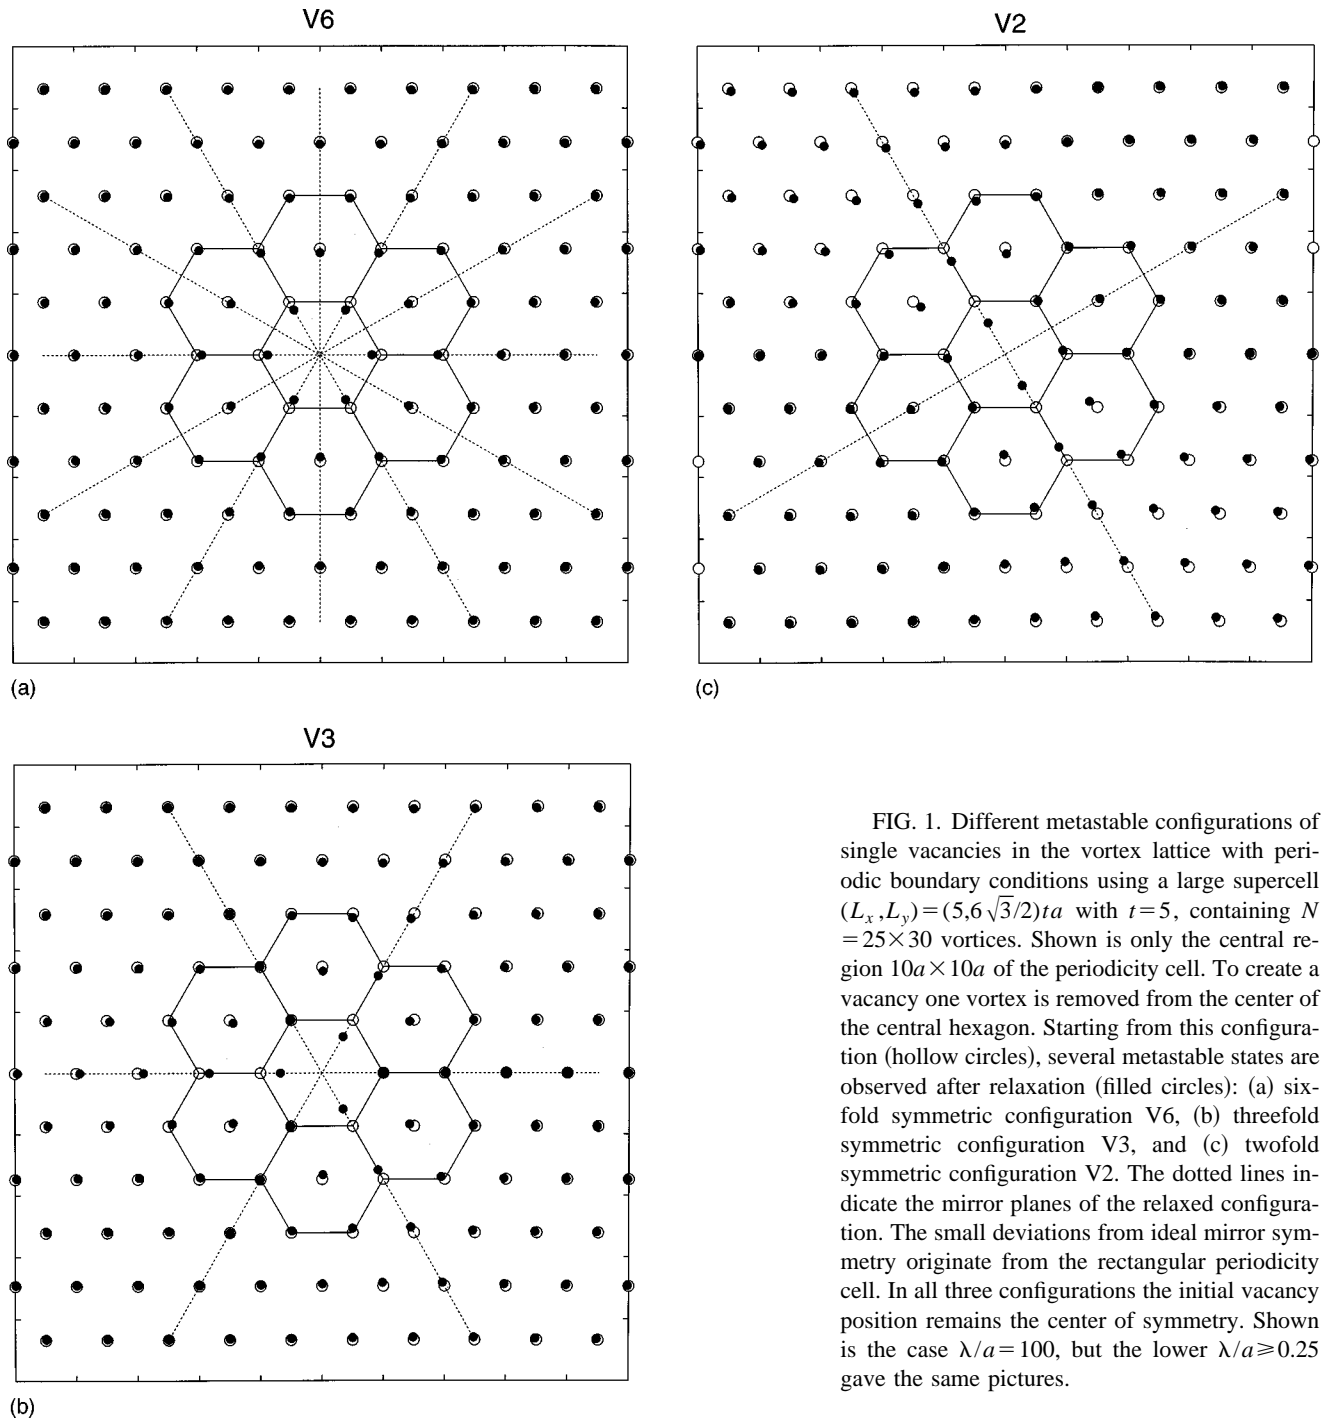 V6
(a)
V2
(c)
V3
(b)
FIG. 1. Different metastable configurations of
single vacancies in the vortex lattice with peri-
odic boundary conditions using a large supercell
(Lx,Ly)=(5,6√3/2)ta with t=5, containing N
=25×30 vortices. Shown is only the central re-
gion 10a×10a of the periodicity cell. To create a
vacancy one vortex is removed from the center of
the central hexagon. Starting from this configura-
tion (hollow circles), several metastable states are
observed after relaxation (filled circles): (a) six-
fold symmetric configuration V6, (b) threefold
symmetric configuration V3, and (c) twofold
symmetric configuration V2. The dotted lines in-
dicate the mirror planes of the relaxed configura-
tion. The small deviations from ideal mirror sym-
metry originate from the rectangular periodicity
cell. In all three configurations the initial vacancy
position remains the center of symmetry. Shown
is the case λ/a=100, but the lower λ/a⩾0.25
gave the same pictures.